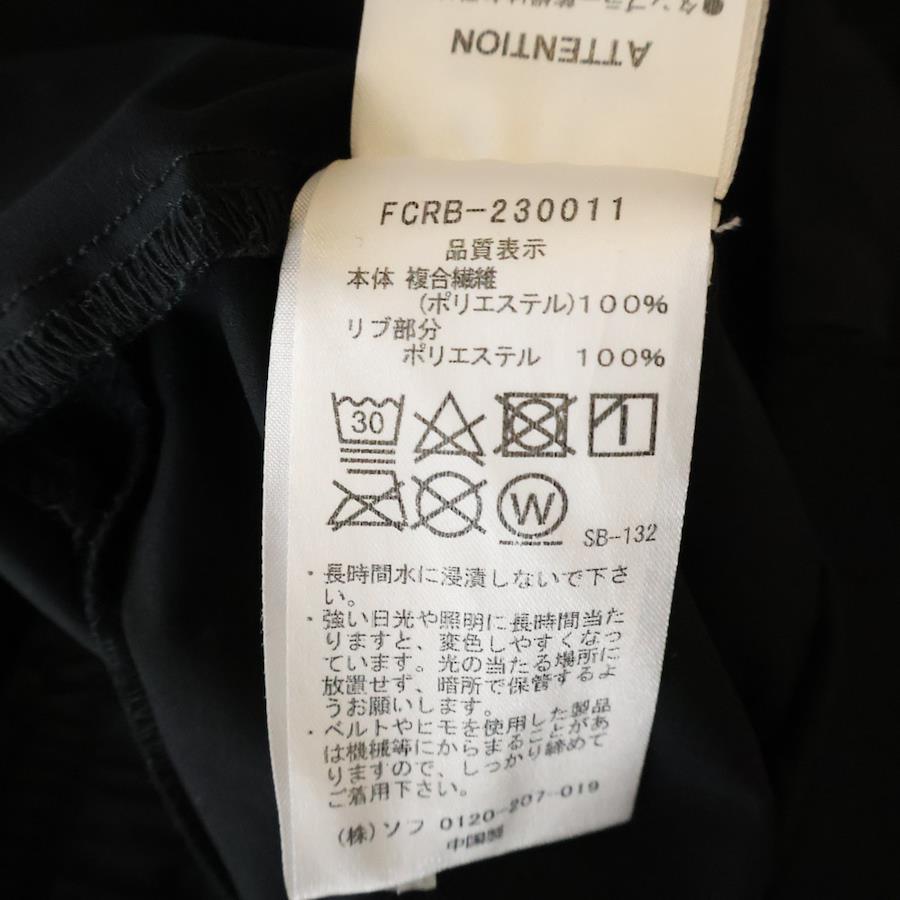 ATTENTION
FCRB-230011
品質表示
本体 複合繊維
(ポリエステル)100%
リブ部分
ポリエステル 100%
30
W
SB-132
・長時間水に浸漬しないで下さ
い。
・強い日光や照明に長時間当た
りますと、変色しやすくなっ
ています。光の当たる場所に
放置せず、暗所で保管するよ
うお願いします。
・ベルトやヒモを使用した製品
は機械等にからまることがあ
りますので、しっかり締めて
ご着用下さい。
(株)ソフ 0120-207-019
中国製